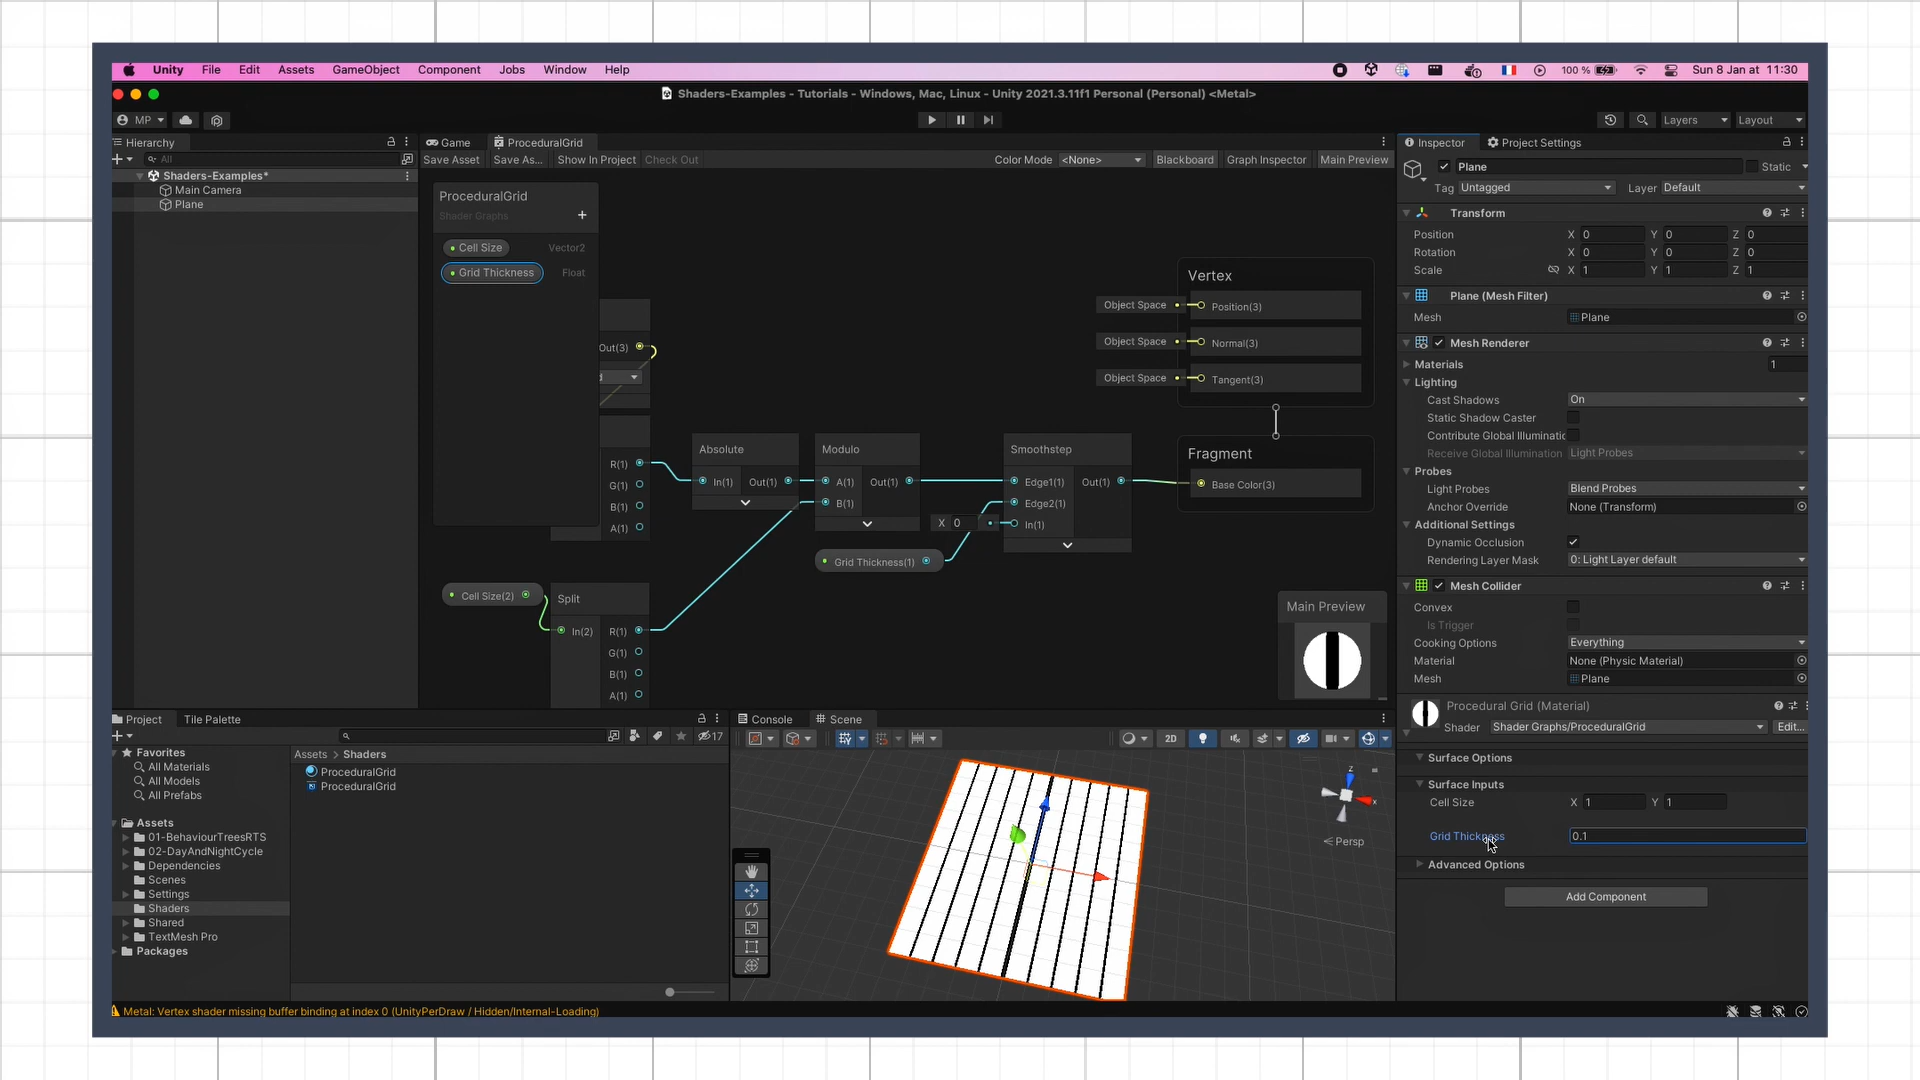 Unity File Edit Assets GameObject Component Jobs Window Help
100 % Sun 8 Jan at 11:30
Shaders-Examples - Tutorials - Windows, Mac, Linux - Unity 2021.3.11f1 Personal (Personal) <Metal>
MP Layers Layout
Hierarchy
All
Shaders-Examples*
Main Camera
Plane
Game ProceduralGrid
Save Asset Save As... Show In Project Check Out Color Mode <None> Blackboard Graph Inspector Main Preview
ProceduralGrid
Shader Graphs
+
Cell Size Vector2
Grid Thickness Float
Out(3)
R(1)
G(1)
B(1)
A(1)
Absolute
In(1) Out(1)
Modulo
A(1) Out(1)
B(1)
Smoothstep
Edge1(1) Out(1)
Edge2(1)
X 0 In(1)
Grid Thickness(1)
Cell Size(2)
Split
In(2) R(1)
G(1)
B(1)
A(1)
Vertex
Object Space Position(3)
Object Space Normal(3)
Object Space Tangent(3)
Fragment
Base Color(3)
Main Preview
Inspector Project Settings
Plane Static
Tag Untagged Layer Default
Transform
Position X 0 Y 0 Z 0
Rotation X 0 Y 0 Z 0
Scale X 1 Y 1 Z 1
Plane (Mesh Filter)
Mesh Plane
Mesh Renderer
Materials 1
Lighting
Cast Shadows On
Static Shadow Caster
Contribute Global Illuminatic
Receive Global Illumination Light Probes
Probes
Light Probes Blend Probes
Anchor Override None (Transform)
Additional Settings
Dynamic Occlusion
Rendering Layer Mask 0: Light Layer default
Mesh Collider
Convex
Is Trigger
Cooking Options Everything
Material None (Physic Material)
Mesh Plane
Procedural Grid (Material)
Shader Shader Graphs/ProceduralGrid Edit...
Surface Options
Surface Inputs
Cell Size X 1 Y 1
Grid Thickness 0.1
Advanced Options
Add Component
Project Tile Palette
17
Favorites
All Materials
All Models
All Prefabs
Assets
01-BehaviourTreesRTS
02-DayAndNightCycle
Dependencies
Scenes
Settings
Shaders
Shared
TextMesh Pro
Packages
Assets > Shaders
ProceduralGrid
ProceduralGrid
Console Scene
2D
z
x
Persp
Metal: Vertex shader missing buffer binding at index 0 (UnityPerDraw / Hidden/Internal-Loading)